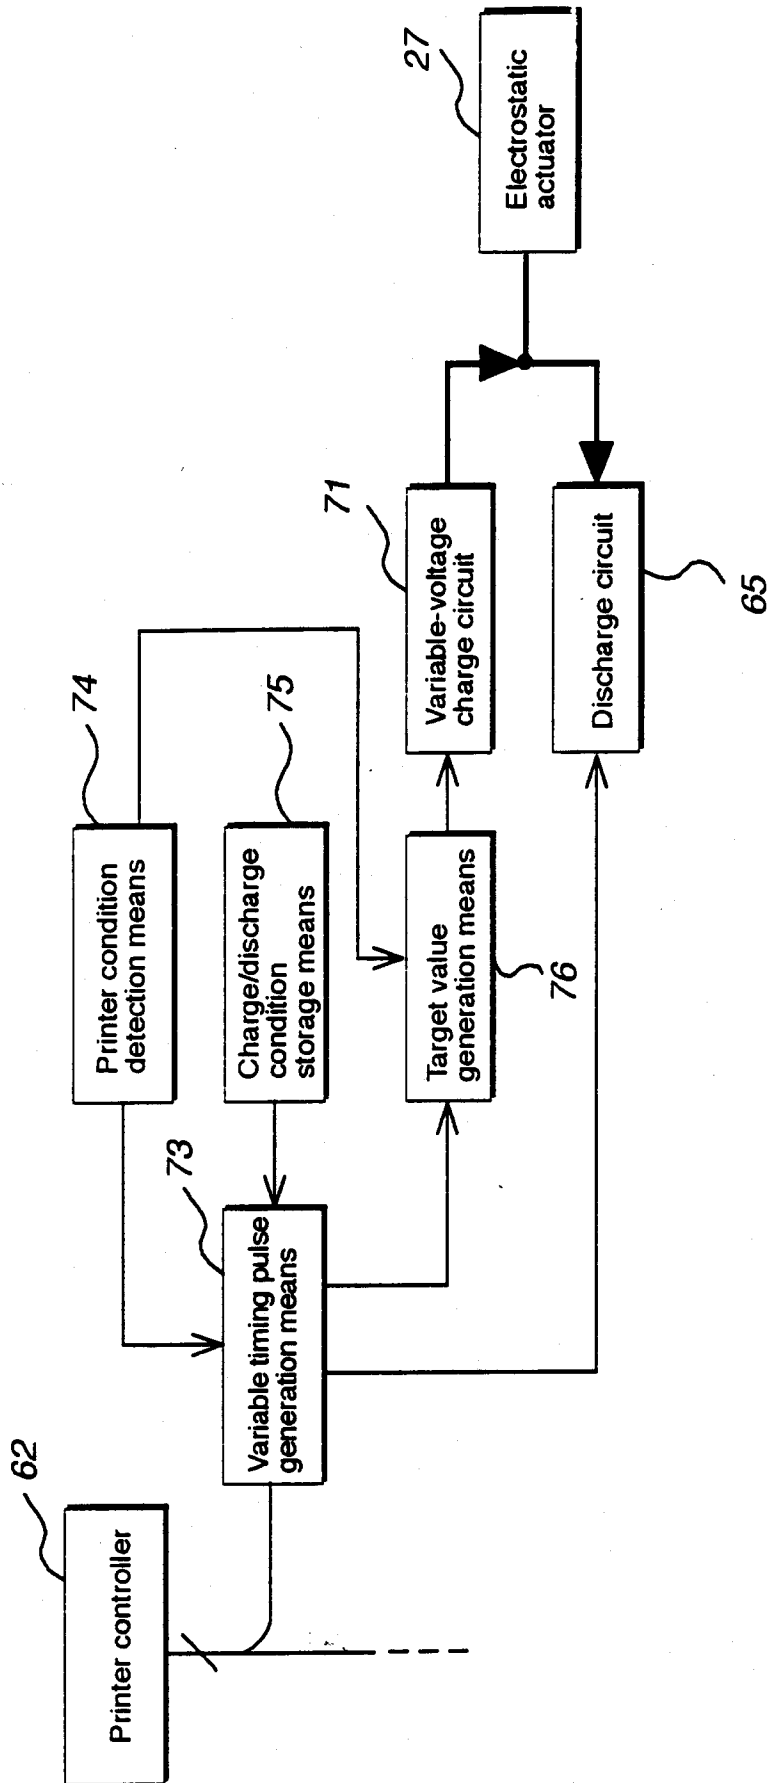 62
Printer controller
73
Variable timing pulse
generation means
74
Printer condition
detection means
75
Charge/discharge
condition
storage means
76
Target value
generation means
71
Variable-voltage
charge circuit
65
Discharge circuit
27
Electrostatic
actuator